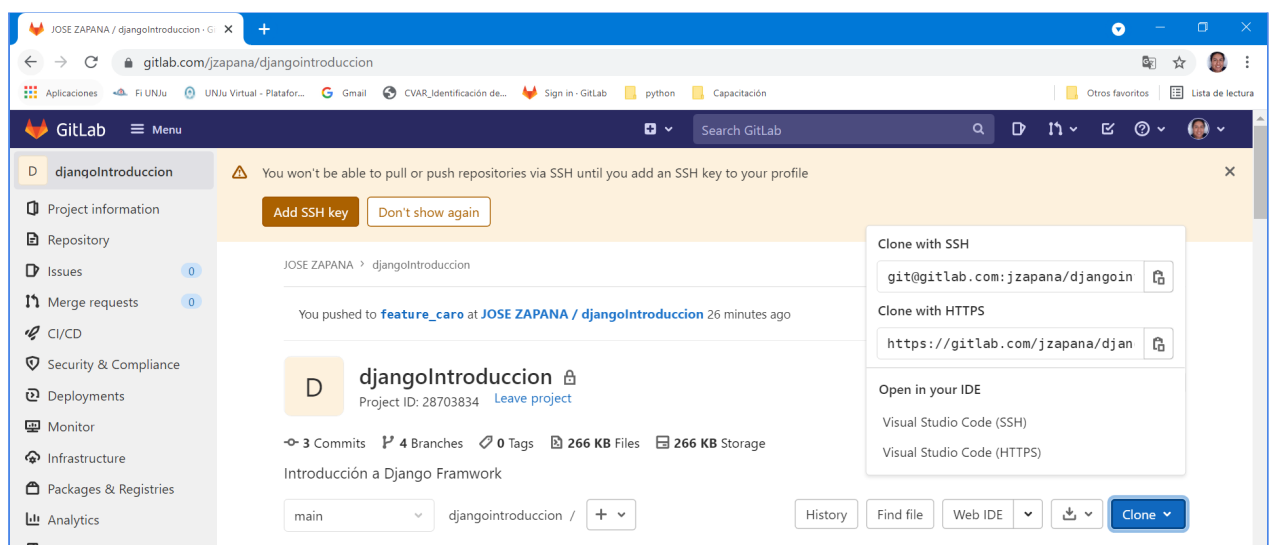 JOSE ZAPANA / djangoIntroduccion · G
gitlab.com/jzapana/djangointroduccion
Aplicaciones Fi UNJu UNJu Virtual - Platafor... Gmail CVAR_Identificación de... Sign in · GitLab python Capacitación Otros favoritos Lista de lectura
GitLab Menu Search GitLab
D djangoIntroduccion
Project information
Repository
Issues 0
Merge requests 0
CI/CD
Security & Compliance
Deployments
Monitor
Infrastructure
Packages & Registries
Analytics
You won't be able to pull or push repositories via SSH until you add an SSH key to your profile
Add SSH key Don't show again
JOSE ZAPANA > djangoIntroduccion
You pushed to feature_caro at JOSE ZAPANA / djangoIntroduccion 26 minutes ago
D
djangoIntroduccion
Project ID: 28703834 Leave project
3 Commits 4 Branches 0 Tags 266 KB Files 266 KB Storage
Introducción a Django Framwork
main djangointroduccion / + History Find file Web IDE Clone
Clone with SSH
git@gitlab.com:jzapana/djangoin
Clone with HTTPS
https://gitlab.com/jzapana/djan
Open in your IDE
Visual Studio Code (SSH)
Visual Studio Code (HTTPS)